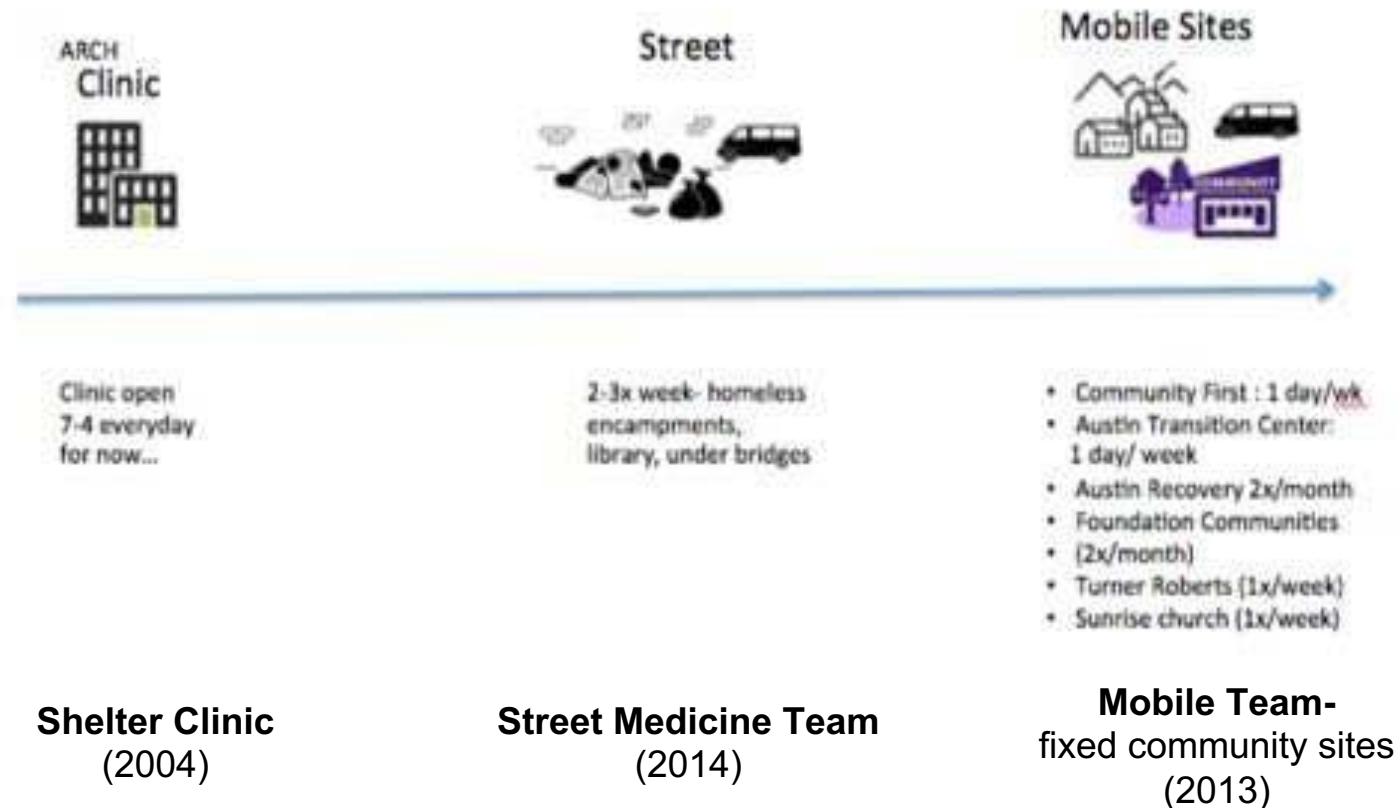 ARCH
Clinic
Street
Mobile Sites
COMMUNITY
Clinic open
7-4 everyday
for now...
2-3x week- homeless
encampments,
library, under bridges
• Community First : 1 day/wk
• Austin Transition Center:
1 day/ week
• Austin Recovery 2x/month
• Foundation Communities
• (2x/month)
• Turner Roberts (1x/week)
• Sunrise church (1x/week)
Shelter Clinic
(2004)
Street Medicine Team
(2014)
Mobile Team-
fixed community sites
(2013)